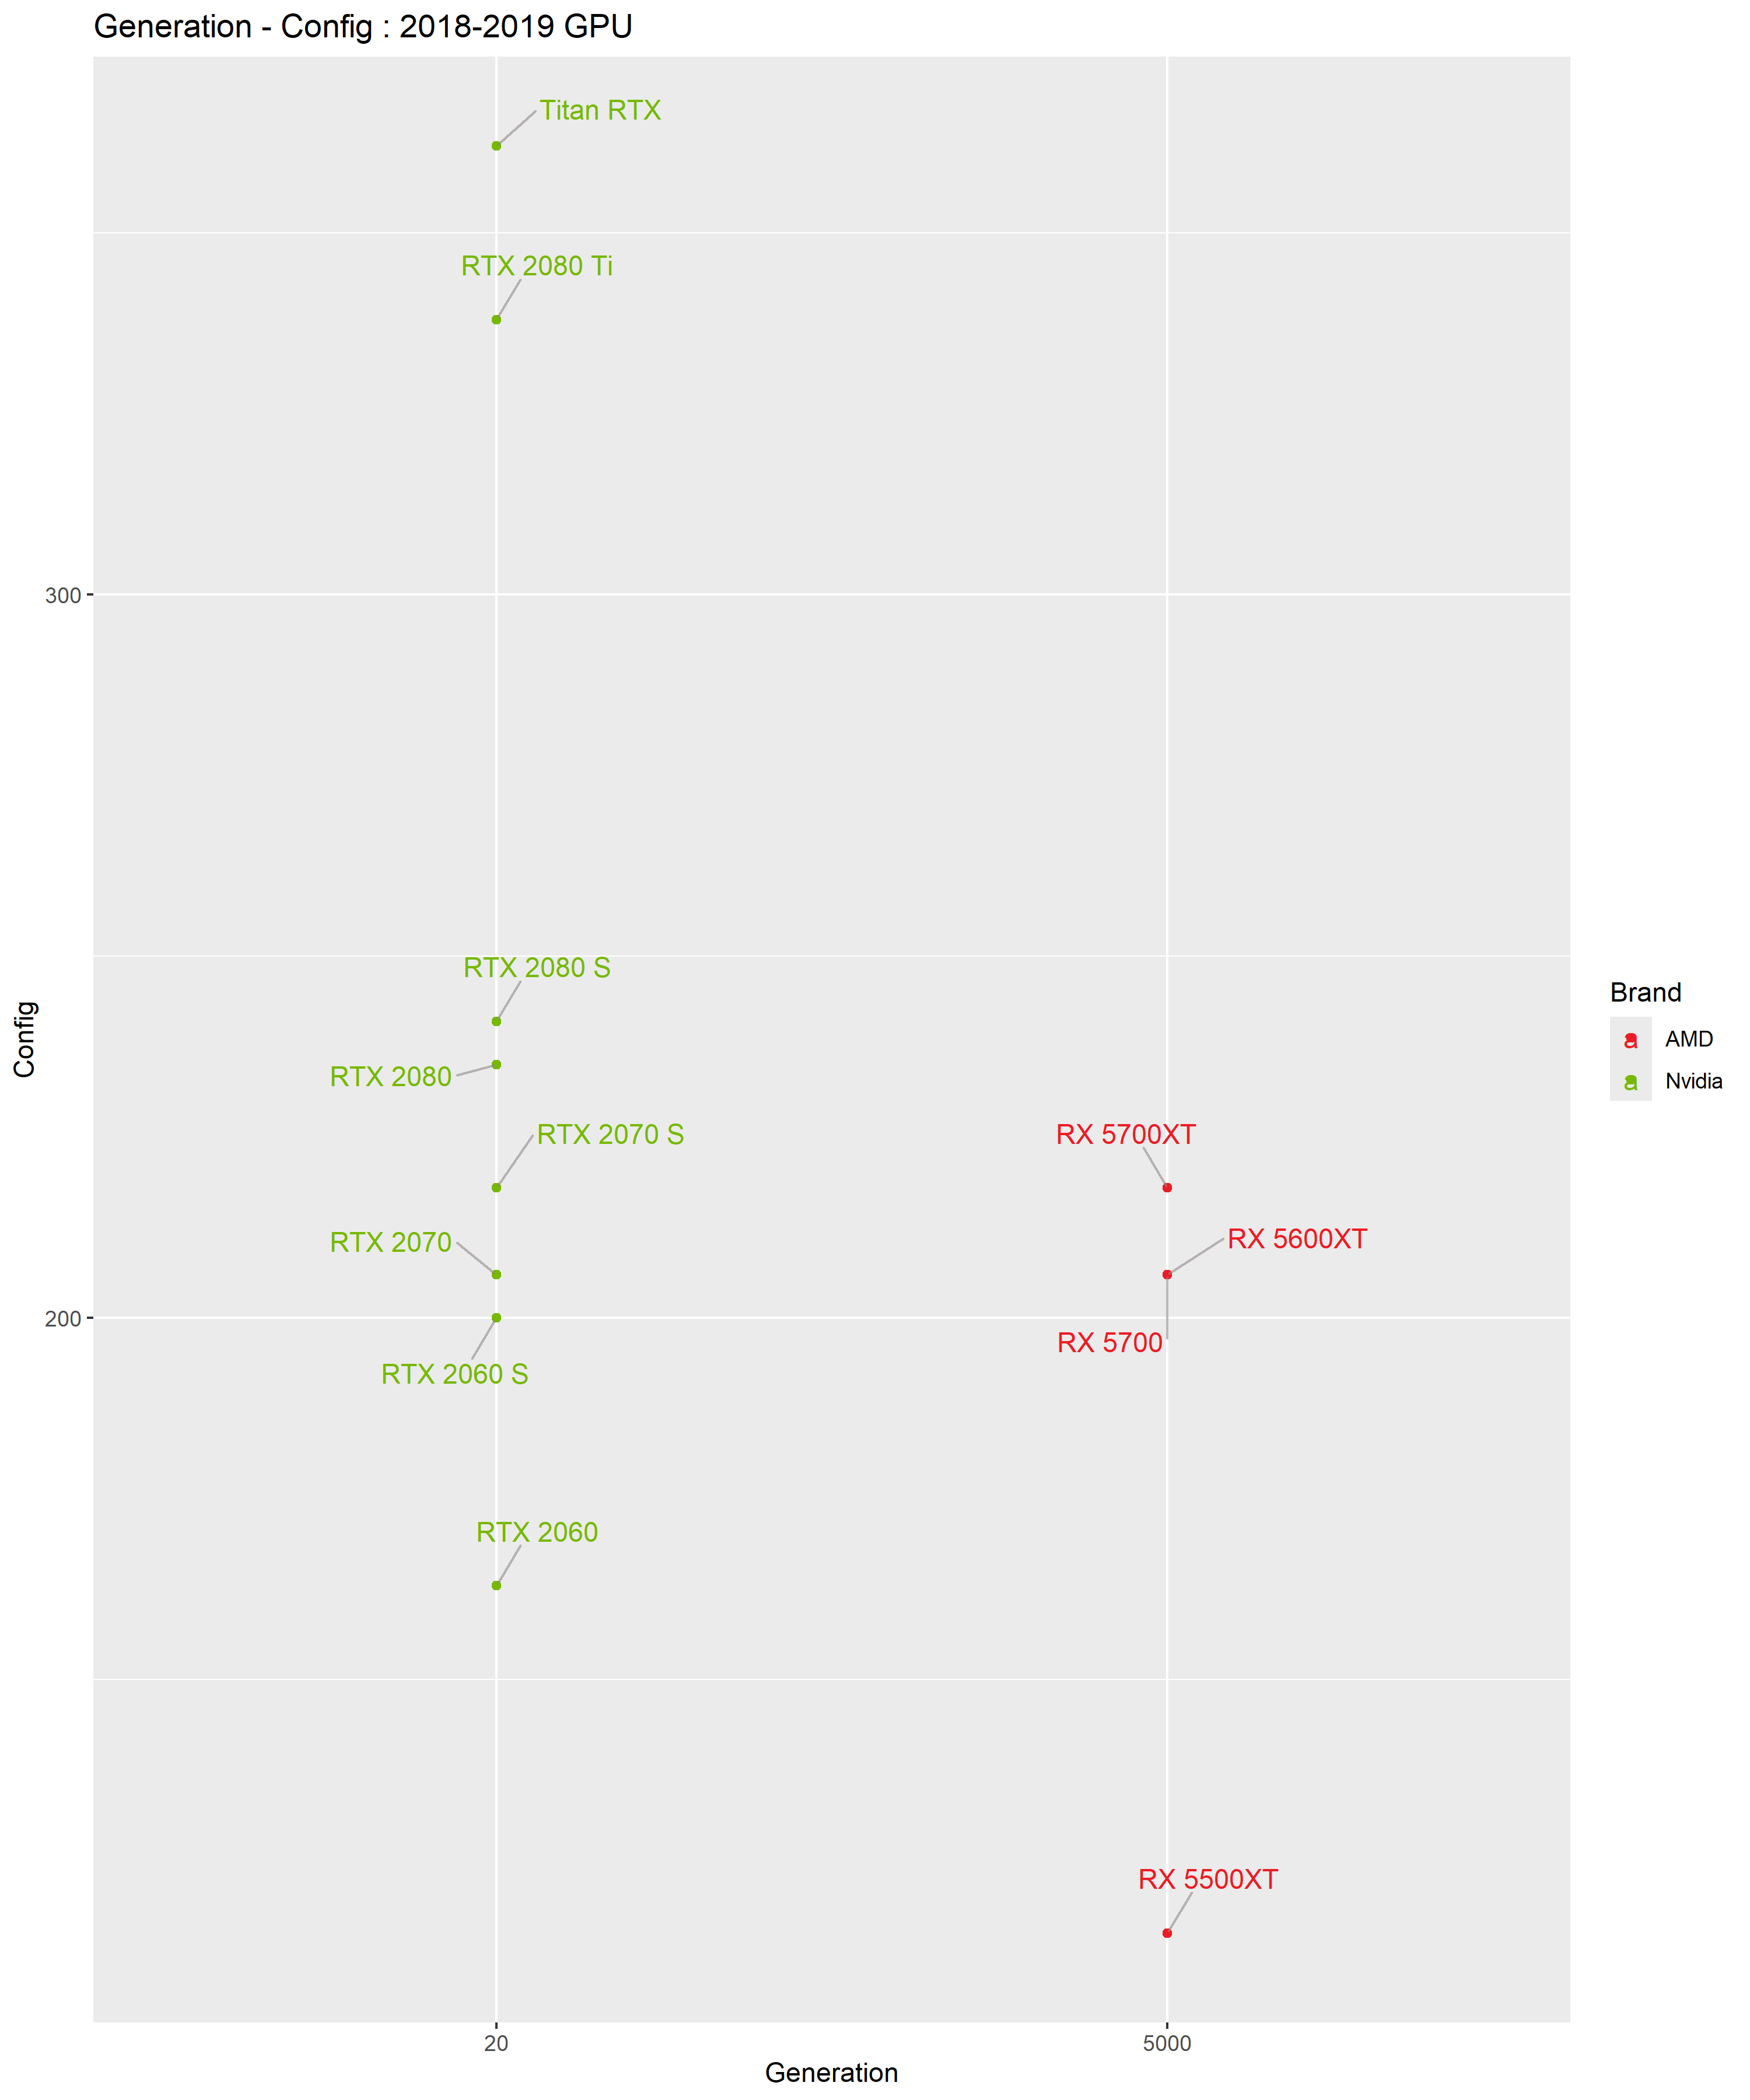 Generation - Config : 2018-2019 GPU
Titan RTX
RTX 2080 Ti
300
RTX 2080 S
RTX 2080
RTX 2070 S
RX 5700XT
RTX 2070
RX 5600XT
200
RX 5700
RTX 2060 S
RTX 2060
RX 5500XT
20
5000
Generation
Config
Brand
a AMD
a Nvidia